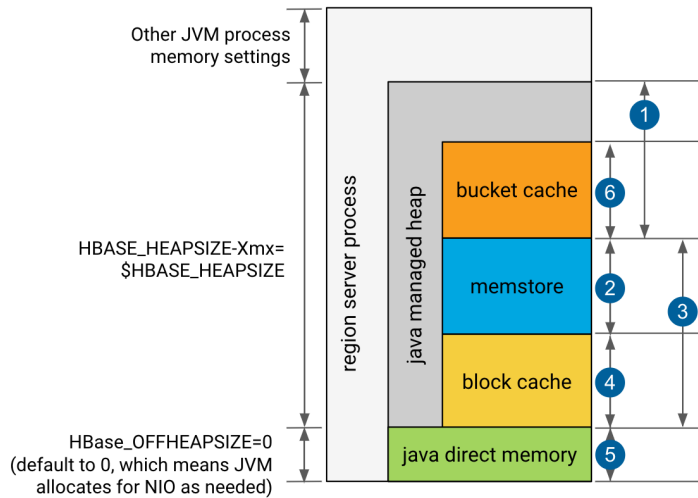 Other JVM process
memory settings
1
bucket cache
6
HBASE_HEAPSIZE-Xmx=
$HBASE_HEAPSIZE
region server process
java managed heap
memstore
2
3
block cache
4
HBase_OFFHEAPSIZE=0
(default to 0, which means JVM
allocates for NIO as needed)
java direct memory
5